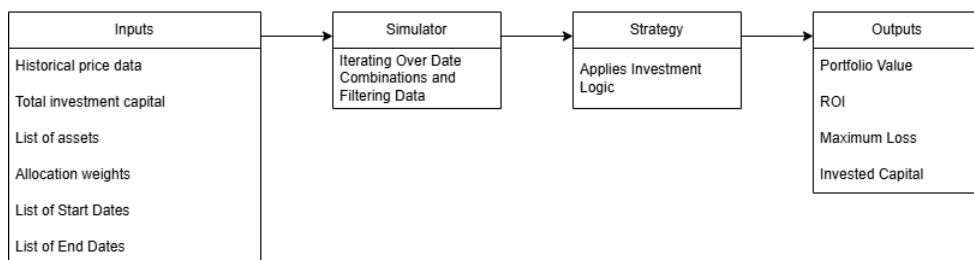 Inputs
Historical price data
Total investment capital
List of assets
Allocation weights
List of Start Dates
List of End Dates
Simulator
Iterating Over Date
Combinations and
Filtering Data
Strategy
Applies Investment
Logic
Outputs
Portfolio Value
ROI
Maximum Loss
Invested Capital